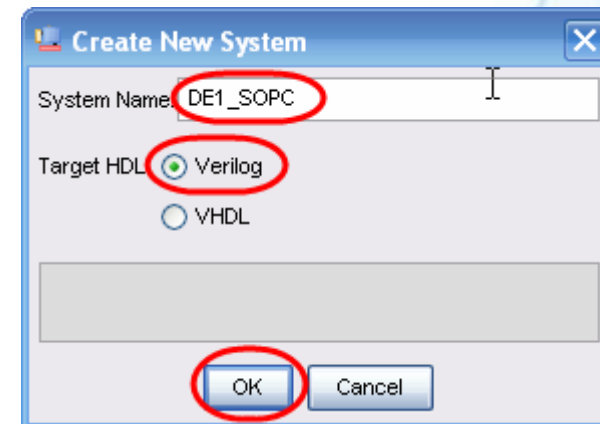 Create New System
System Name: DE1_SOPC
Target HDL: Verilog
VHDL
OK Cancel